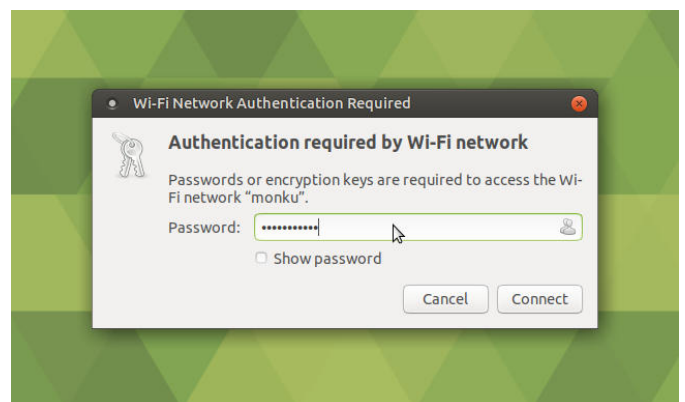 Wi-Fi Network Authentication Required
Authentication required by Wi-Fi network
Passwords or encryption keys are required to access the Wi-
Fi network “monku”.
Password: •••••••••••
Show password
Cancel Connect